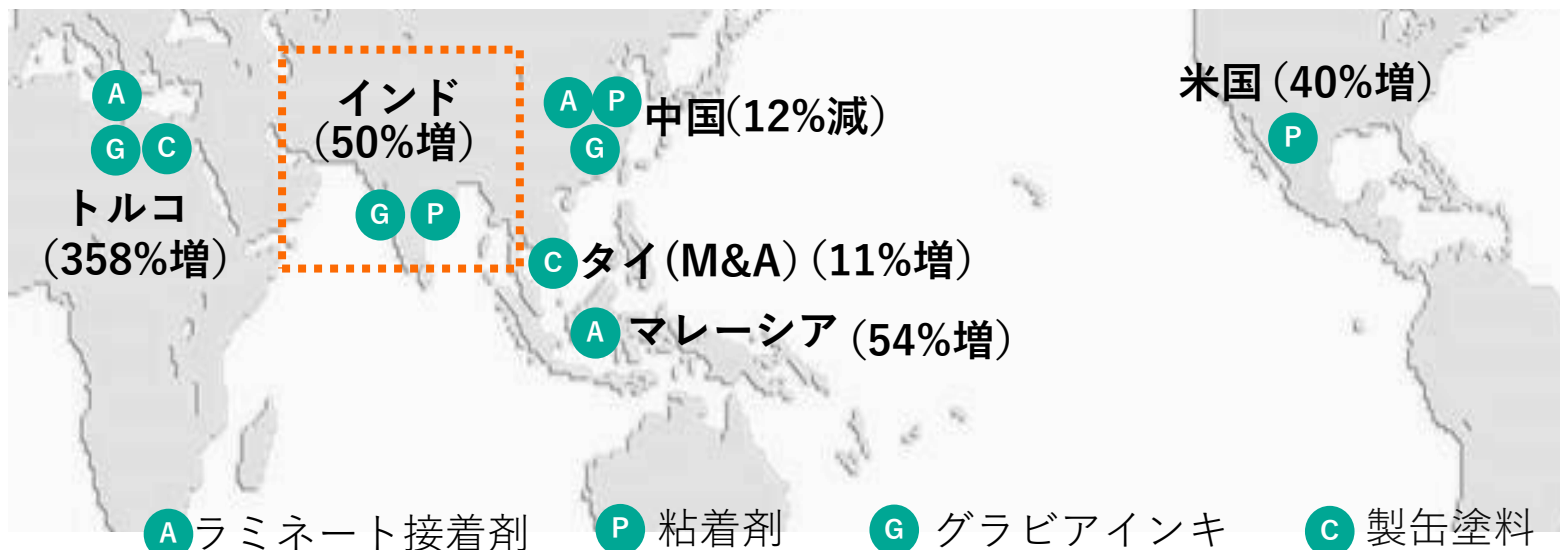 A
G C
トルコ
(358%増)
インド
(50%増)
G P
A P
G
中国(12%減)
C タイ(M&A) (11%増)
A マレーシア (54%増)
米国 (40%増)
P
A ラミネート接着剤 P 粘着剤 G グラビアインキ C 製缶塗料